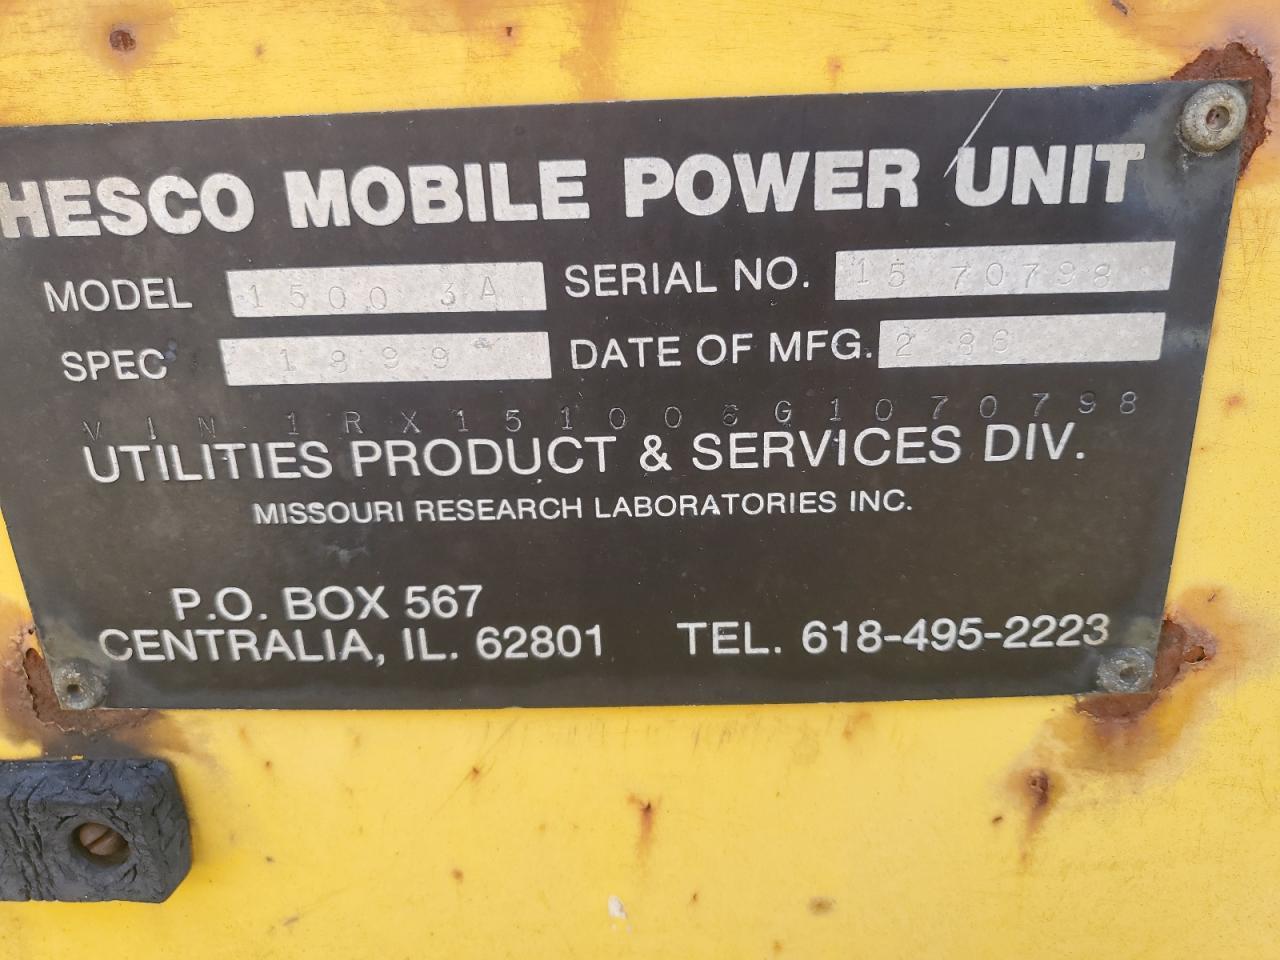 HESCO MOBILE POWER UNIT
MODEL 1500 3A SERIAL NO. 15 70798
SPEC 1899 DATE OF MFG. 2 86
VIN 1RX151006G1070798
UTILITIES PRODUCT & SERVICES DIV.
MISSOURI RESEARCH LABORATORIES INC.
P.O. BOX 567
CENTRALIA, IL. 62801 TEL. 618-495-2223